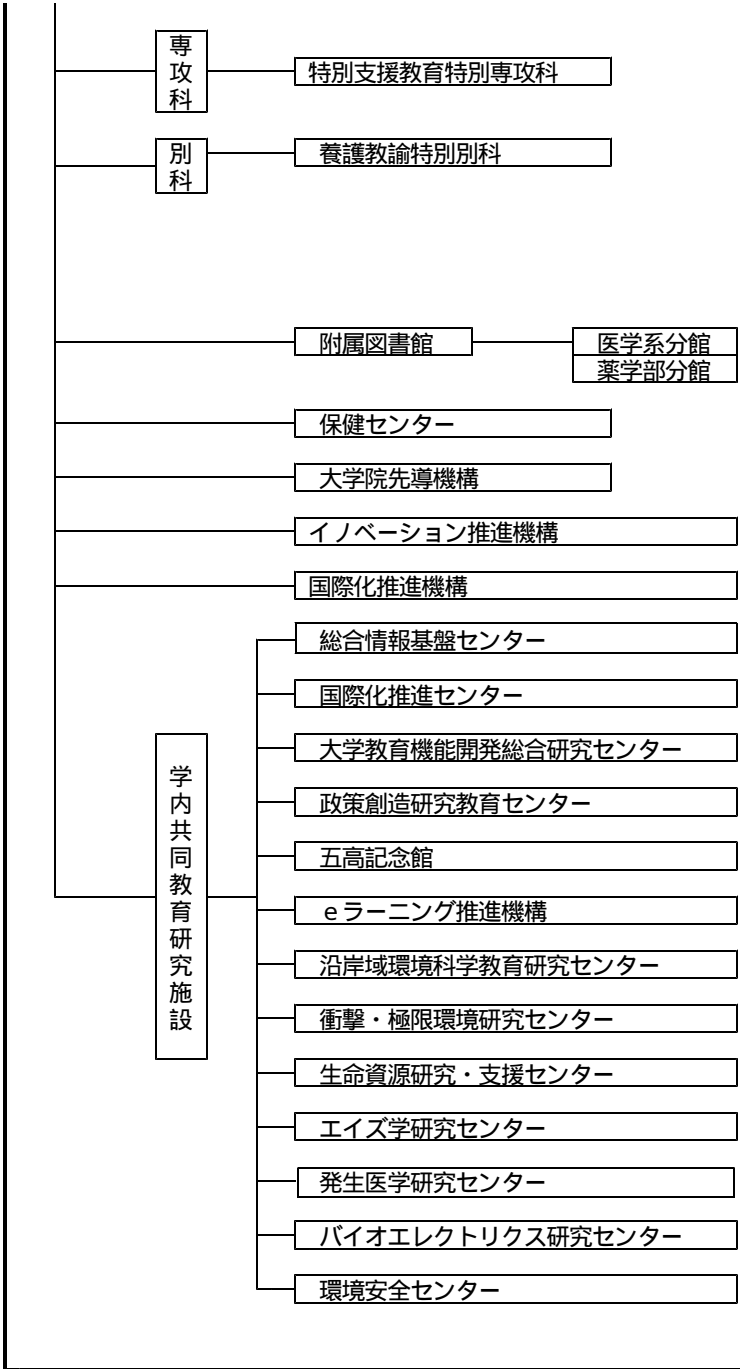 専攻科
特別支援教育特別専攻科
別科
養護教諭特別別科
附属図書館
医学系分館
薬学部分館
保健センター
大学院先導機構
イノベーション推進機構
国際化推進機構
学内共同教育研究施設
総合情報基盤センター
国際化推進センター
大学教育機能開発総合研究センター
政策創造研究教育センター
五高記念館
ｅラーニング推進機構
沿岸域環境科学教育研究センター
衝撃・極限環境研究センター
生命資源研究・支援センター
エイズ学研究センター
発生医学研究センター
バイオエレクトリクス研究センター
環境安全センター